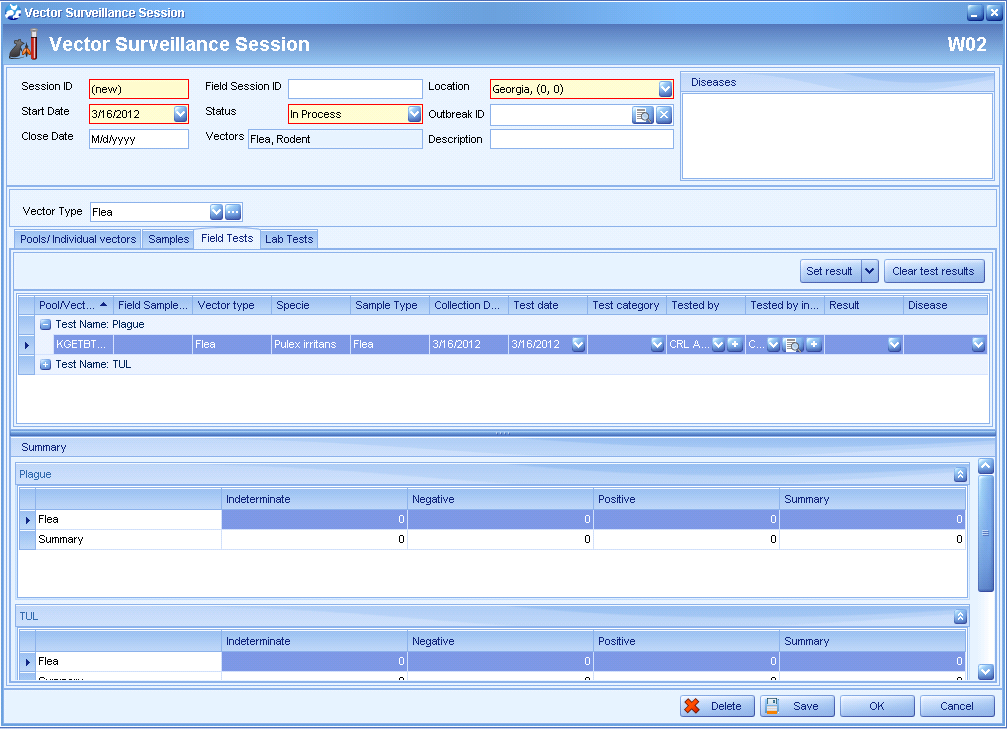 Vector Surveillance Session
Vector Surveillance Session W02
Session ID (new) Field Session ID Location Georgia, (0, 0) Diseases
Start Date 3/16/2012 Status In Process Outbreak ID
Close Date M/d/yyyy Vectors Flea, Rodent Description
Vector Type Flea
Pools/ Individual vectors Samples Field Tests Lab Tests
Set result Clear test results
Pool/Vect... Field Sample... Vector type Specie Sample Type Collection D... Test date Test category Tested by Tested by in... Result Disease
Test Name: Plague
KGETBT... Flea Pulex irritans Flea 3/16/2012 3/16/2012 CRL A... C...
Test Name: TUL
Summary
Plague
Indeterminate Negative Positive Summary
Flea 0 0 0 0
Summary 0 0 0 0
TUL
Indeterminate Negative Positive Summary
Flea 0 0 0 0
Delete Save OK Cancel